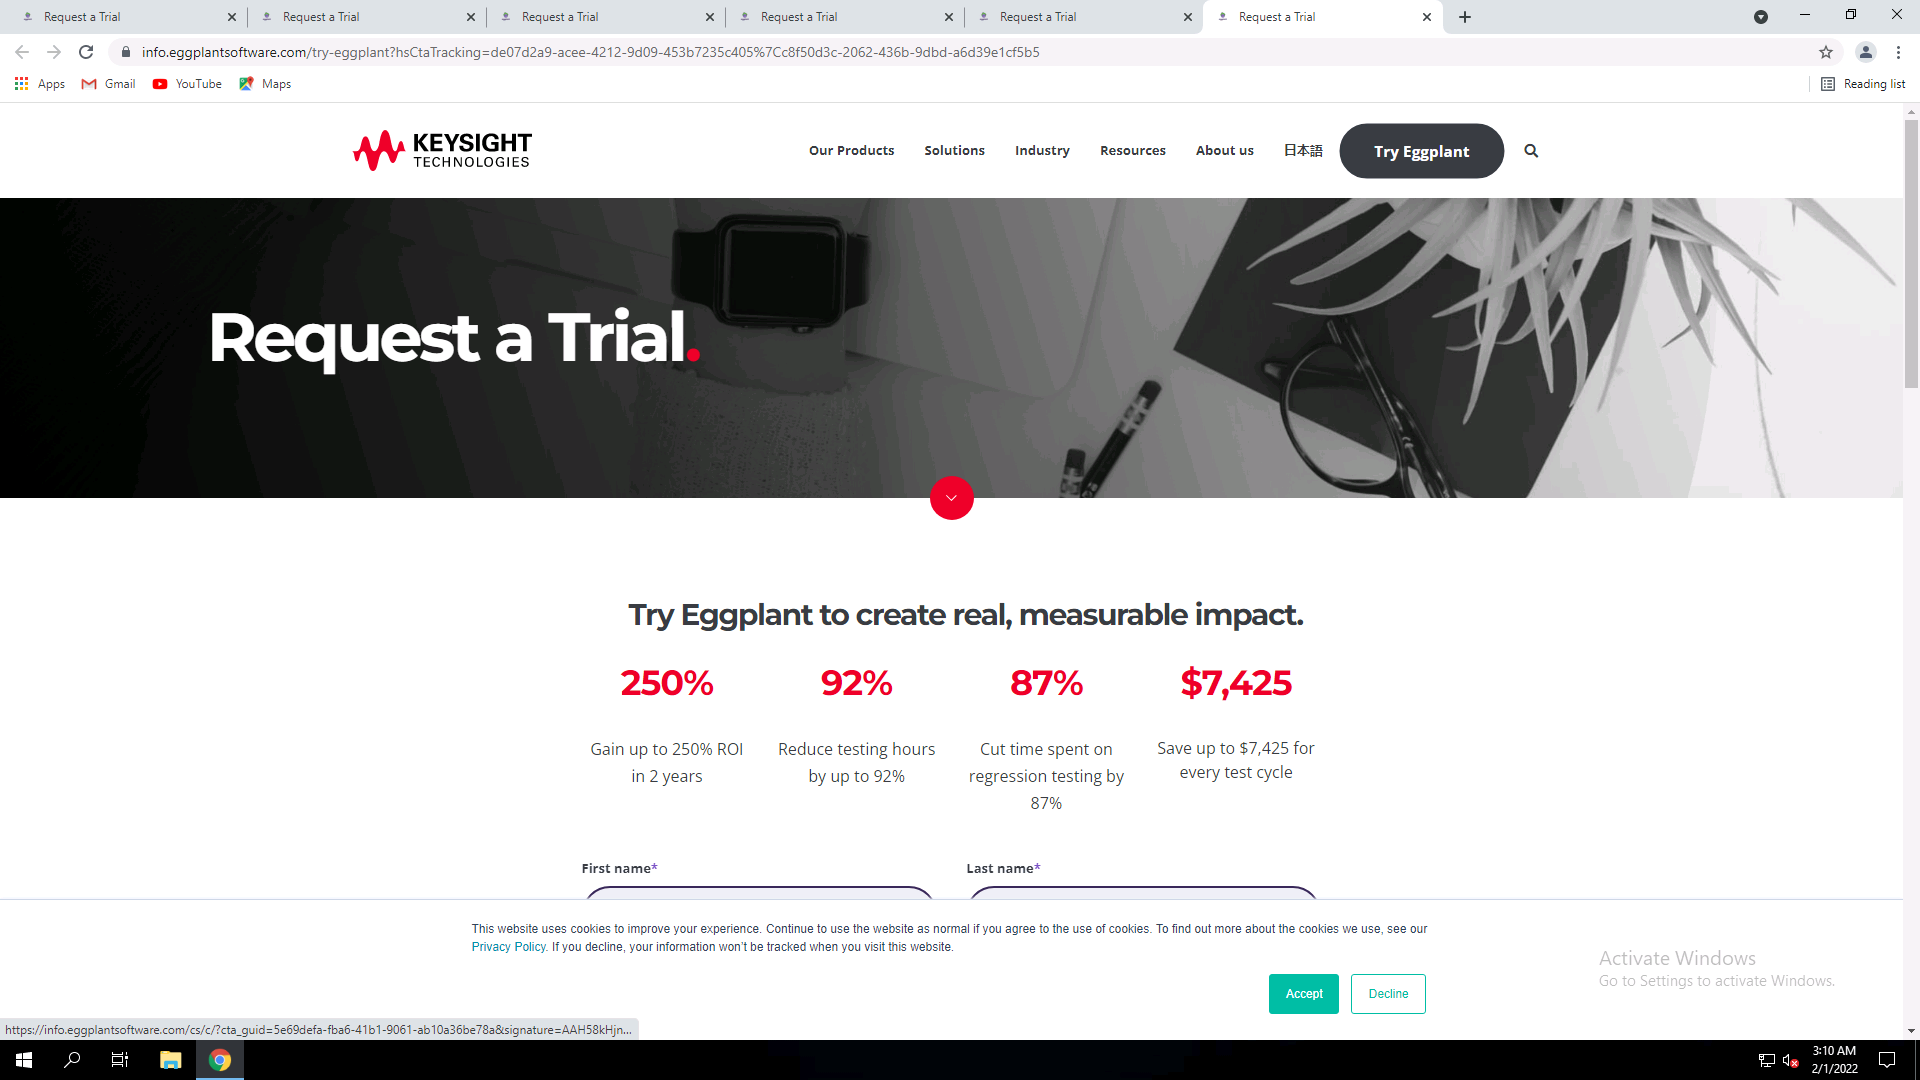 Request a Trial
Request a Trial
Request a Trial
Request a Trial
Request a Trial
Request a Trial
info.eggplantsoftware.com/try-eggplant?hsCtaTracking=de07d2a9-acee-4212-9d09-453b7235c405%7Cc8f50d3c-2062-436b-9dbd-a6d39e1cf5b5
Apps
Gmail
YouTube
Maps
Reading list
KEYSIGHT
TECHNOLOGIES
Our Products
Solutions
Industry
Resources
About us
日本語
Try Eggplant
Request a Trial.
Try Eggplant to create real, measurable impact.
250%
92%
87%
$7,425
Gain up to 250% ROI
in 2 years
Reduce testing hours
by up to 92%
Cut time spent on
regression testing by
87%
Save up to $7,425 for
every test cycle
First name*
Last name*
This website uses cookies to improve your experience. Continue to use the website as normal if you agree to the use of cookies. To find out more about the cookies we use, see our
Privacy Policy. If you decline, your information won't be tracked when you visit this website.
Accept
Decline
Activate Windows
Go to Settings to activate Windows.
https://info.eggplantsoftware.com/cs/c/?cta_guid=5e69defa-fba6-41b1-9061-ab10a36be78a&signature=AAH58kHjn...
3:10 AM
2/1/2022